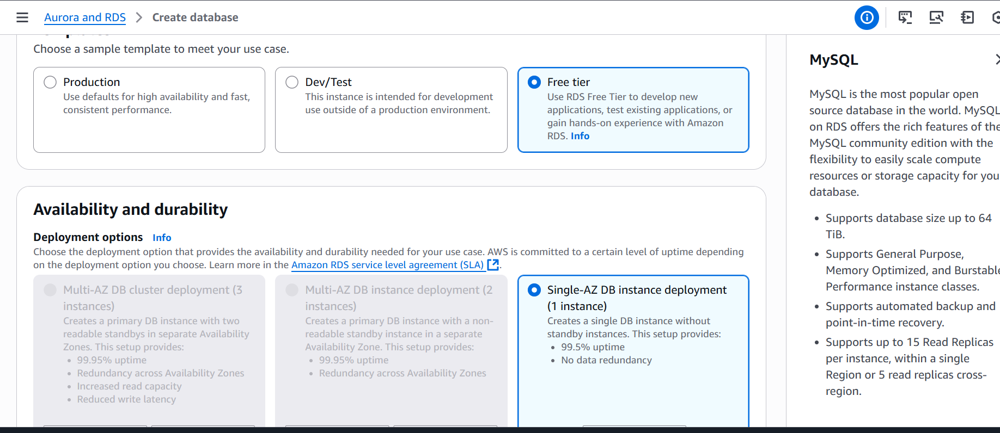 Aurora and RDS
Create database
Choose a sample template to meet your use case.
Production
Use defaults for high availability and fast,
consistent performance.
Dev/Test
This instance is intended for development
use outside of a production environment.
Free tier
Use RDS Free Tier to develop new
applications, test existing applications, or
gain hands-on experience with Amazon
RDS. Info
Availability and durability
Deployment options Info
Choose the deployment option that provides the availability and durability needed for your use case. AWS is committed to a certain level of uptime depending
on the deployment option you choose. Learn more in the Amazon RDS service level agreement (SLA).
Multi-AZ DB cluster deployment (3
instances)
Creates a primary DB instance with two
readable standbys in separate Availability
Zones. This setup provides:
• 99.95% uptime
• Redundancy across Availability Zones
• Increased read capacity
• Reduced write latency
Multi-AZ DB instance deployment (2
instances)
Creates a primary DB instance with a non-
readable standby instance in a separate
Availability Zone. This setup provides:
• 99.95% uptime
• Redundancy across Availability Zones
Single-AZ DB instance deployment
(1 instance)
Creates a single DB instance without
standby instances. This setup provides:
• 99.5% uptime
• No data redundancy
MySQL
MySQL is the most popular open
source database in the world. MySQL
on RDS offers the rich features of the
MySQL community edition with the
flexibility to easily scale compute
resources or storage capacity for you
database.
• Supports database size up to 64
TiB.
• Supports General Purpose,
Memory Optimized, and Burstable
Performance instance classes.
• Supports automated backup and
point-in-time recovery.
• Supports up to 15 Read Replicas
per instance, within a single
Region or 5 read replicas cross-
region.